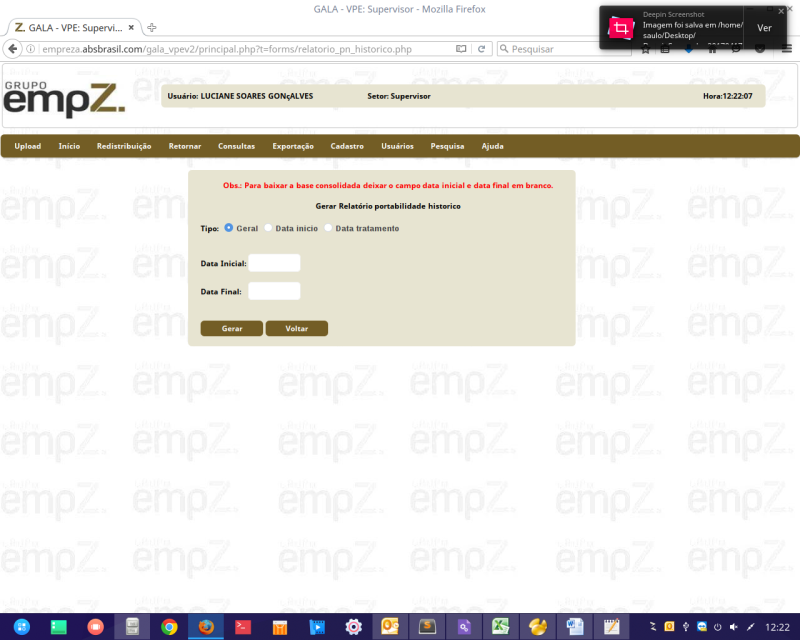 GALA - VPE: Supervisor - Mozilla Firefox
Deepin Screenshot
Imagem foi salva em /home/
saulo/Desktop/
Ver
Z. GALA - VPE: Supervi...
empreza.absbrasil.com/gala_vpev2/principal.php?t=forms/relatorio_pn_historico.php
Pesquisar
GRUPO
empZ.
Usuário: LUCIANE SOARES GONçALVES
Setor: Supervisor
Hora:12:22:07
Upload Início Redistribuição Retornar Consultas Exportação Cadastro Usuários Pesquisa Ajuda
Obs.: Para baixar a base consolidada deixar o campo data inicial e data final em branco.
Gerar Relatório portabilidade historico
Tipo: Geral Data inicio Data tratamento
Data Inicial:
Data Final:
Gerar Voltar
12:22